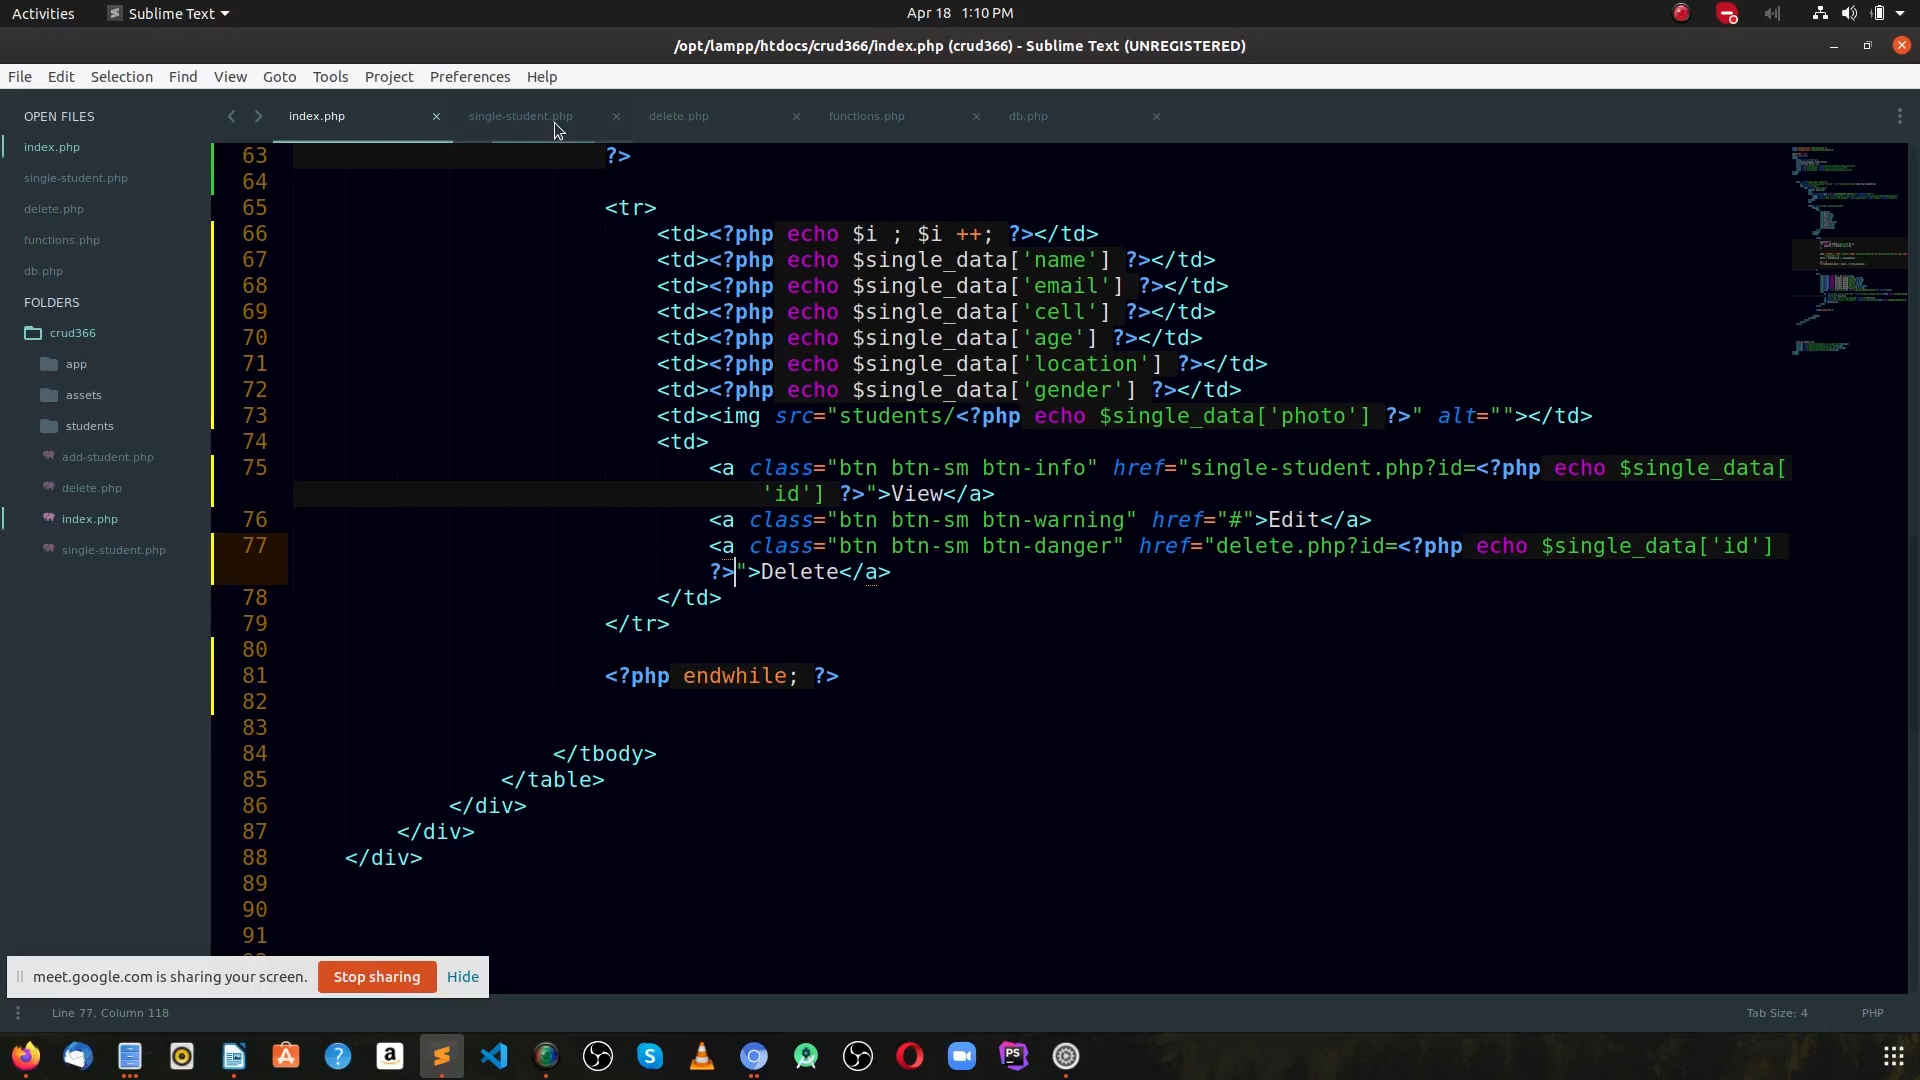 Activities
Sublime Text
Apr 18 1:10 PM
/opt/lampp/htdocs/crud366/index.php (crud366) - Sublime Text (UNREGISTERED)
File Edit Selection Find View Goto Tools Project Preferences Help
OPEN FILES
index.php
single-student.php
delete.php
functions.php
db.php
FOLDERS
crud366
app
assets
students
add-student.php
delete.php
index.php
single-student.php
index.php × single-student.php × delete.php × functions.php × db.php ×
63 ?>
64
65 <tr>
66 <td><?php echo $i ; $i ++; ?></td>
67 <td><?php echo $single_data['name'] ?></td>
68 <td><?php echo $single_data['email'] ?></td>
69 <td><?php echo $single_data['cell'] ?></td>
70 <td><?php echo $single_data['age'] ?></td>
71 <td><?php echo $single_data['location'] ?></td>
72 <td><?php echo $single_data['gender'] ?></td>
73 <td><img src="students/<?php echo $single_data['photo'] ?>" alt=""></td>
74 <td>
75 <a class="btn btn-sm btn-info" href="single-student.php?id=<?php echo $single_data[
'id'] ?>">View</a>
76 <a class="btn btn-sm btn-warning" href="#">Edit</a>
77 <a class="btn btn-sm btn-danger" href="delete.php?id=<?php echo $single_data['id']
?>">Delete</a>
78 </td>
79 </tr>
80
81 <?php endwhile; ?>
82
83
84 </tbody>
85 </table>
86 </div>
87 </div>
88 </div>
89
90
91
meet.google.com is sharing your screen. Stop sharing Hide
Line 77, Column 118
Tab Size: 4
PHP